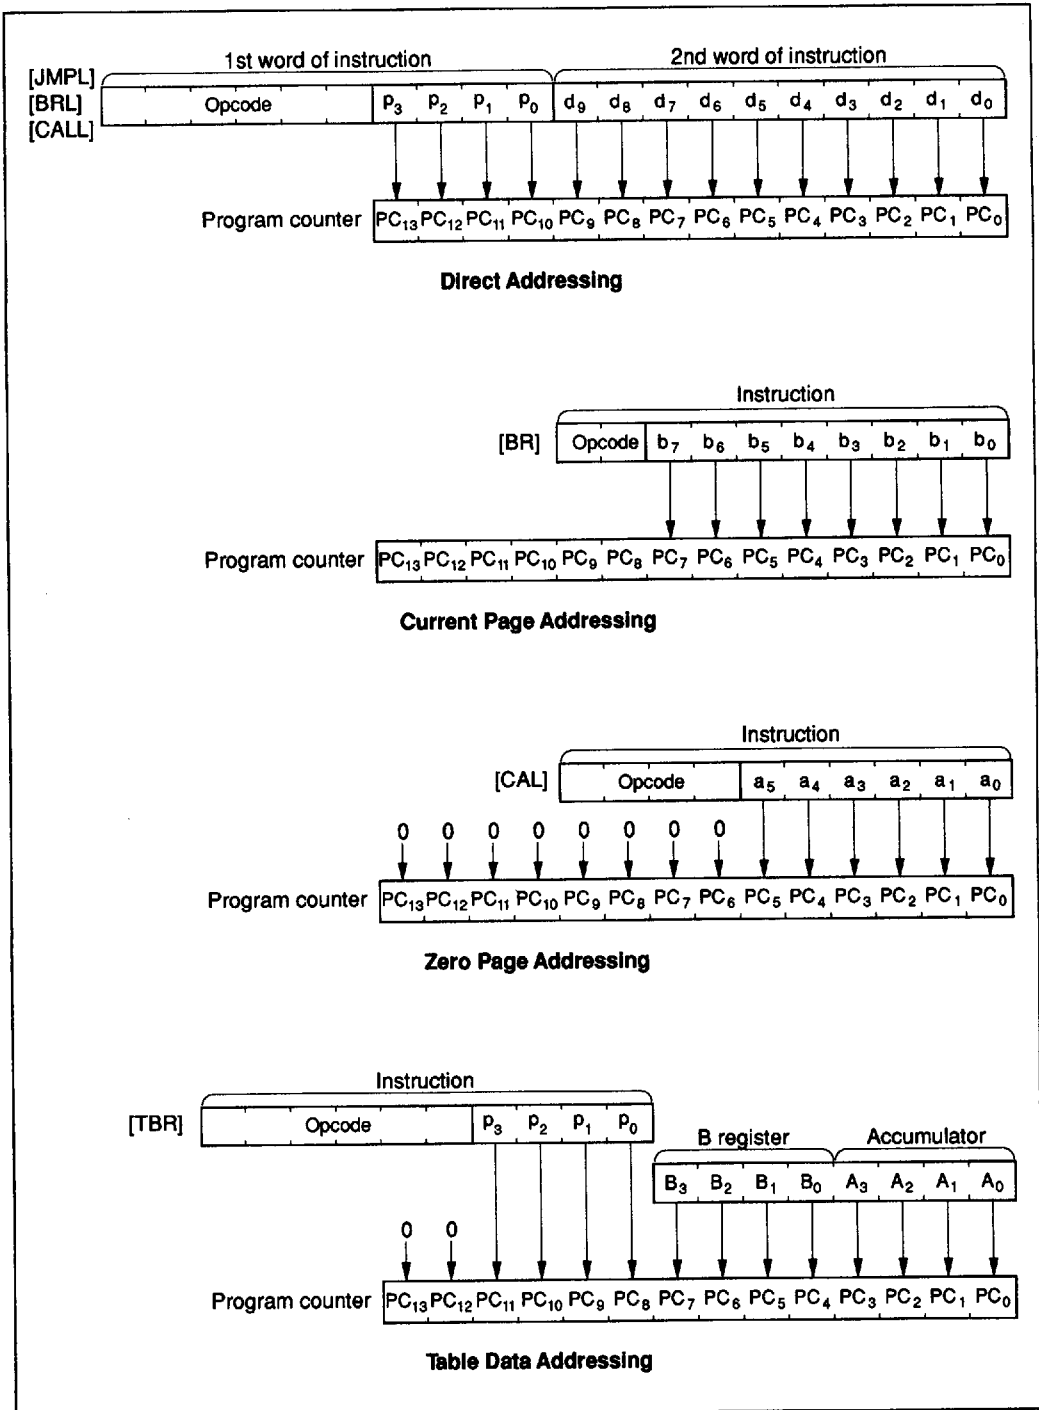 1st word of instruction 2nd word of instruction
[JMPL]
[BRL] Opcode p3 p2 p1 p0 d9 d8 d7 d6 d5 d4 d3 d2 d1 d0
[CALL]
Program counter PC13 PC12 PC11 PC10 PC9 PC8 PC7 PC6 PC5 PC4 PC3 PC2 PC1 PC0
Direct Addressing
Instruction
[BR] Opcode b7 b6 b5 b4 b3 b2 b1 b0
Program counter PC13 PC12 PC11 PC10 PC9 PC8 PC7 PC6 PC5 PC4 PC3 PC2 PC1 PC0
Current Page Addressing
Instruction
[CAL] Opcode a5 a4 a3 a2 a1 a0
0 0 0 0 0 0 0 0
Program counter PC13 PC12 PC11 PC10 PC9 PC8 PC7 PC6 PC5 PC4 PC3 PC2 PC1 PC0
Zero Page Addressing
Instruction
[TBR] Opcode p3 p2 p1 p0
B register Accumulator
B3 B2 B1 B0 A3 A2 A1 A0
0 0
Program counter PC13 PC12 PC11 PC10 PC9 PC8 PC7 PC6 PC5 PC4 PC3 PC2 PC1 PC0
Table Data Addressing